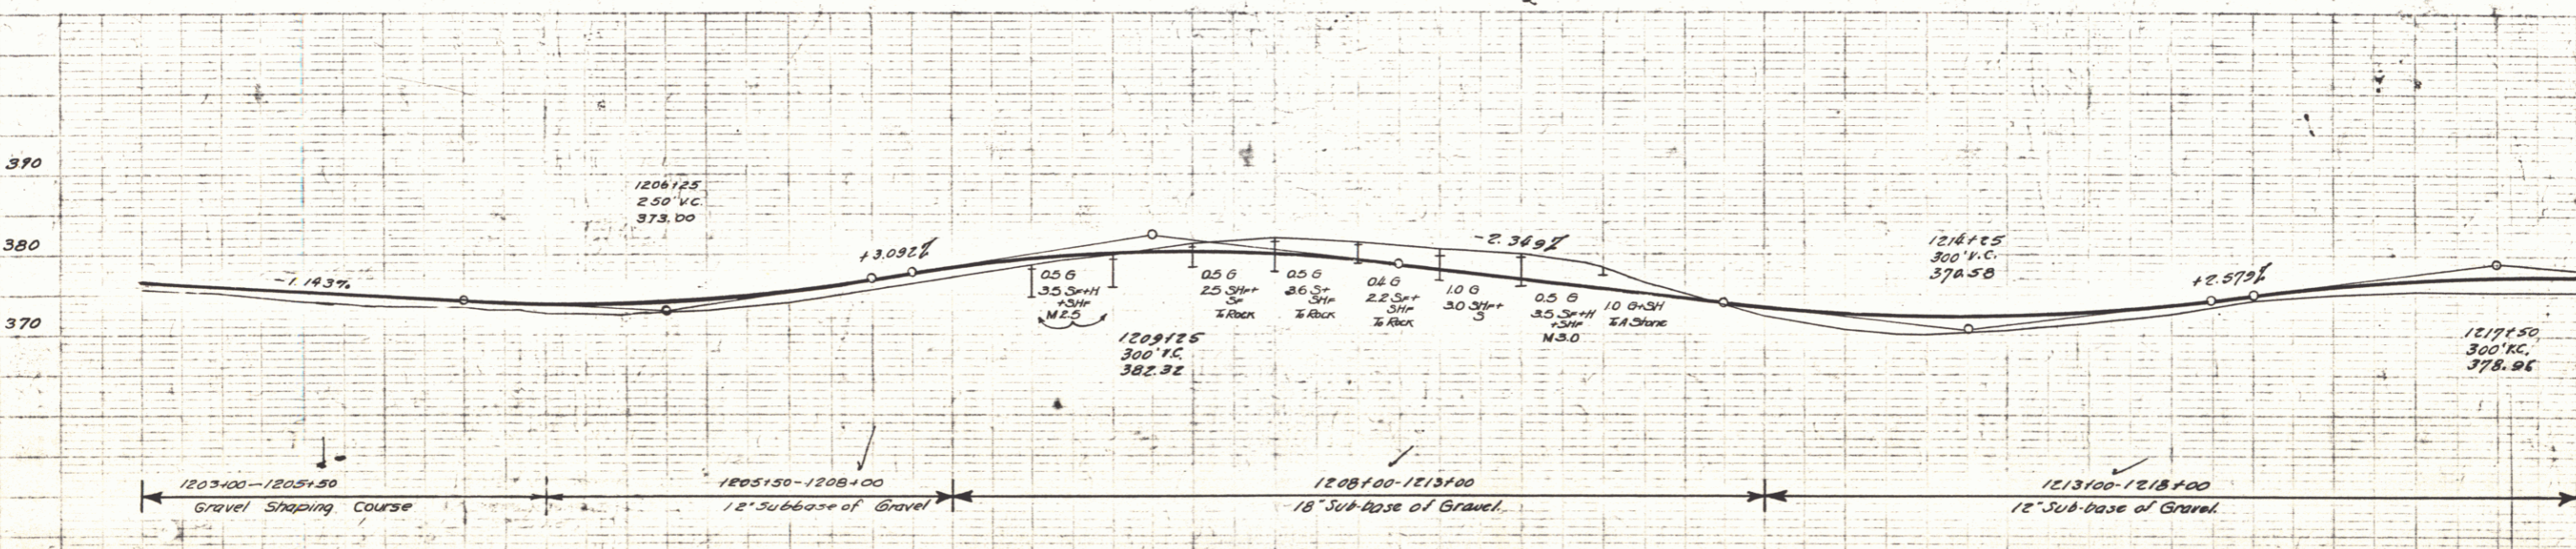 390
380
370
1206+25
250' V.C.
373.00
-1.143%
+3.092%
0.5 G
3.5 SF+H
+SHF
M 2.5
1209+25
300' V.C.
382.32
0.5 G
2.5 SHF+
SF
To Rock
0.5 G
3.6 S+
SHF
To Rock
0.4 G
2.2 SF+
SHF
To Rock
-2.349%
1.0 G
3.0 SHF+
S
0.5 G
3.5 SF+H
+SHF
M 3.0
1.0 G+SH
To A Stone
1214+25
300' V.C.
370.58
+2.579%
1217+50
300' V.C.
378.96
1203+00-1205+50
Gravel Shaping Course
1205+50-1208+00
12" Subbase of Gravel
1208+00-1213+00
18" Sub-base of Gravel.
1213+00-1218+00
12" Sub-base of Gravel.